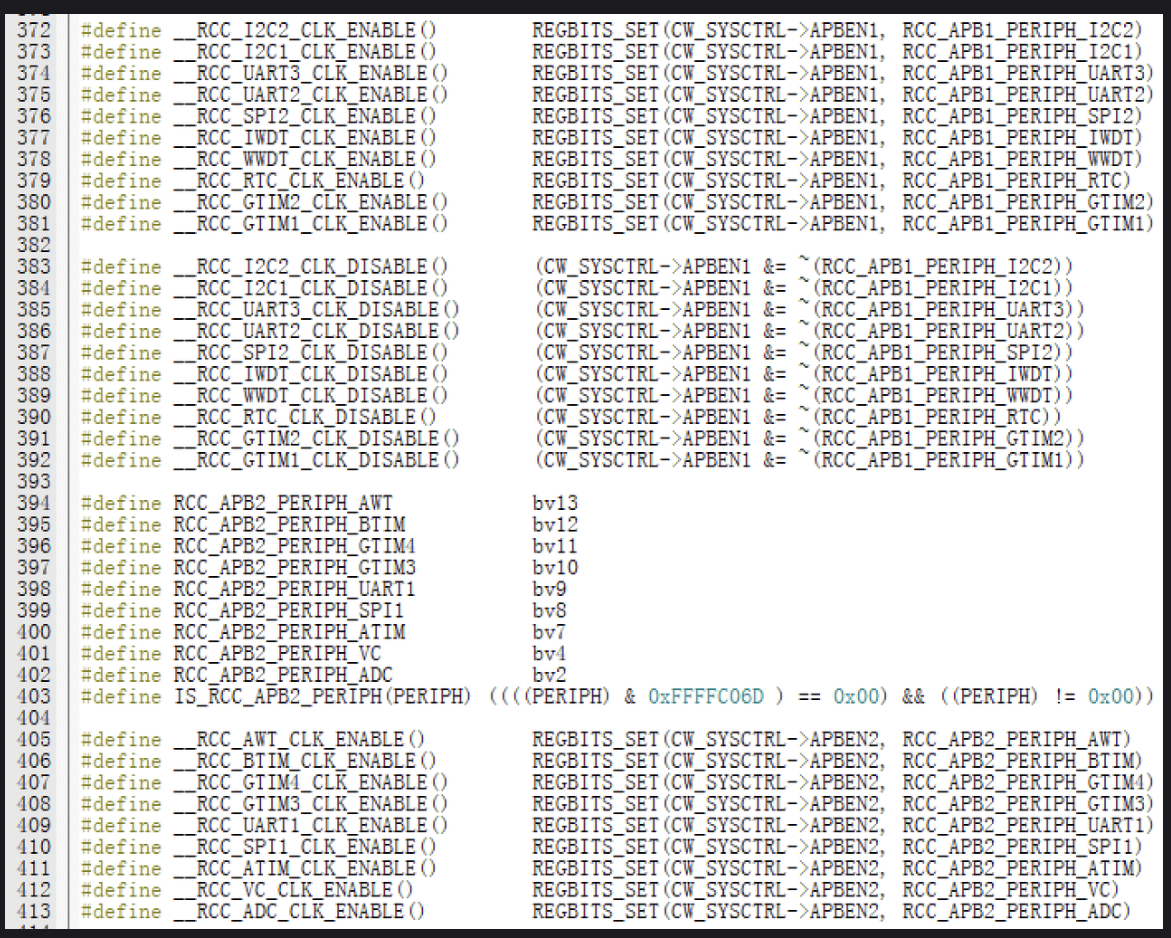 372 #define __RCC_I2C2_CLK_ENABLE() REGBITS_SET(CW_SYSCTRL->APBEN1, RCC_APB1_PERIPH_I2C2)
373 #define __RCC_I2C1_CLK_ENABLE() REGBITS_SET(CW_SYSCTRL->APBEN1, RCC_APB1_PERIPH_I2C1)
374 #define __RCC_UART3_CLK_ENABLE() REGBITS_SET(CW_SYSCTRL->APBEN1, RCC_APB1_PERIPH_UART3)
375 #define __RCC_UART2_CLK_ENABLE() REGBITS_SET(CW_SYSCTRL->APBEN1, RCC_APB1_PERIPH_UART2)
376 #define __RCC_SPI2_CLK_ENABLE() REGBITS_SET(CW_SYSCTRL->APBEN1, RCC_APB1_PERIPH_SPI2)
377 #define __RCC_IWDT_CLK_ENABLE() REGBITS_SET(CW_SYSCTRL->APBEN1, RCC_APB1_PERIPH_IWDT)
378 #define __RCC_WWDT_CLK_ENABLE() REGBITS_SET(CW_SYSCTRL->APBEN1, RCC_APB1_PERIPH_WWDT)
379 #define __RCC_RTC_CLK_ENABLE() REGBITS_SET(CW_SYSCTRL->APBEN1, RCC_APB1_PERIPH_RTC)
380 #define __RCC_GTIM2_CLK_ENABLE() REGBITS_SET(CW_SYSCTRL->APBEN1, RCC_APB1_PERIPH_GTIM2)
381 #define __RCC_GTIM1_CLK_ENABLE() REGBITS_SET(CW_SYSCTRL->APBEN1, RCC_APB1_PERIPH_GTIM1)
382
383 #define __RCC_I2C2_CLK_DISABLE() (CW_SYSCTRL->APBEN1 &= ~(RCC_APB1_PERIPH_I2C2))
384 #define __RCC_I2C1_CLK_DISABLE() (CW_SYSCTRL->APBEN1 &= ~(RCC_APB1_PERIPH_I2C1))
385 #define __RCC_UART3_CLK_DISABLE() (CW_SYSCTRL->APBEN1 &= ~(RCC_APB1_PERIPH_UART3))
386 #define __RCC_UART2_CLK_DISABLE() (CW_SYSCTRL->APBEN1 &= ~(RCC_APB1_PERIPH_UART2))
387 #define __RCC_SPI2_CLK_DISABLE() (CW_SYSCTRL->APBEN1 &= ~(RCC_APB1_PERIPH_SPI2))
388 #define __RCC_IWDT_CLK_DISABLE() (CW_SYSCTRL->APBEN1 &= ~(RCC_APB1_PERIPH_IWDT))
389 #define __RCC_WWDT_CLK_DISABLE() (CW_SYSCTRL->APBEN1 &= ~(RCC_APB1_PERIPH_WWDT))
390 #define __RCC_RTC_CLK_DISABLE() (CW_SYSCTRL->APBEN1 &= ~(RCC_APB1_PERIPH_RTC))
391 #define __RCC_GTIM2_CLK_DISABLE() (CW_SYSCTRL->APBEN1 &= ~(RCC_APB1_PERIPH_GTIM2))
392 #define __RCC_GTIM1_CLK_DISABLE() (CW_SYSCTRL->APBEN1 &= ~(RCC_APB1_PERIPH_GTIM1))
393
394 #define RCC_APB2_PERIPH_AWT bv13
395 #define RCC_APB2_PERIPH_BTIM bv12
396 #define RCC_APB2_PERIPH_GTIM4 bv11
397 #define RCC_APB2_PERIPH_GTIM3 bv10
398 #define RCC_APB2_PERIPH_UART1 bv9
399 #define RCC_APB2_PERIPH_SPI1 bv8
400 #define RCC_APB2_PERIPH_ATIM bv7
401 #define RCC_APB2_PERIPH_VC bv4
402 #define RCC_APB2_PERIPH_ADC bv2
403 #define IS_RCC_APB2_PERIPH(PERIPH) ((((PERIPH) & 0xFFFFC06D ) == 0x00) && ((PERIPH) != 0x00))
404
405 #define __RCC_AWT_CLK_ENABLE() REGBITS_SET(CW_SYSCTRL->APBEN2, RCC_APB2_PERIPH_AWT)
406 #define __RCC_BTIM_CLK_ENABLE() REGBITS_SET(CW_SYSCTRL->APBEN2, RCC_APB2_PERIPH_BTIM)
407 #define __RCC_GTIM4_CLK_ENABLE() REGBITS_SET(CW_SYSCTRL->APBEN2, RCC_APB2_PERIPH_GTIM4)
408 #define __RCC_GTIM3_CLK_ENABLE() REGBITS_SET(CW_SYSCTRL->APBEN2, RCC_APB2_PERIPH_GTIM3)
409 #define __RCC_UART1_CLK_ENABLE() REGBITS_SET(CW_SYSCTRL->APBEN2, RCC_APB2_PERIPH_UART1)
410 #define __RCC_SPI1_CLK_ENABLE() REGBITS_SET(CW_SYSCTRL->APBEN2, RCC_APB2_PERIPH_SPI1)
411 #define __RCC_ATIM_CLK_ENABLE() REGBITS_SET(CW_SYSCTRL->APBEN2, RCC_APB2_PERIPH_ATIM)
412 #define __RCC_VC_CLK_ENABLE() REGBITS_SET(CW_SYSCTRL->APBEN2, RCC_APB2_PERIPH_VC)
413 #define __RCC_ADC_CLK_ENABLE() REGBITS_SET(CW_SYSCTRL->APBEN2, RCC_APB2_PERIPH_ADC)